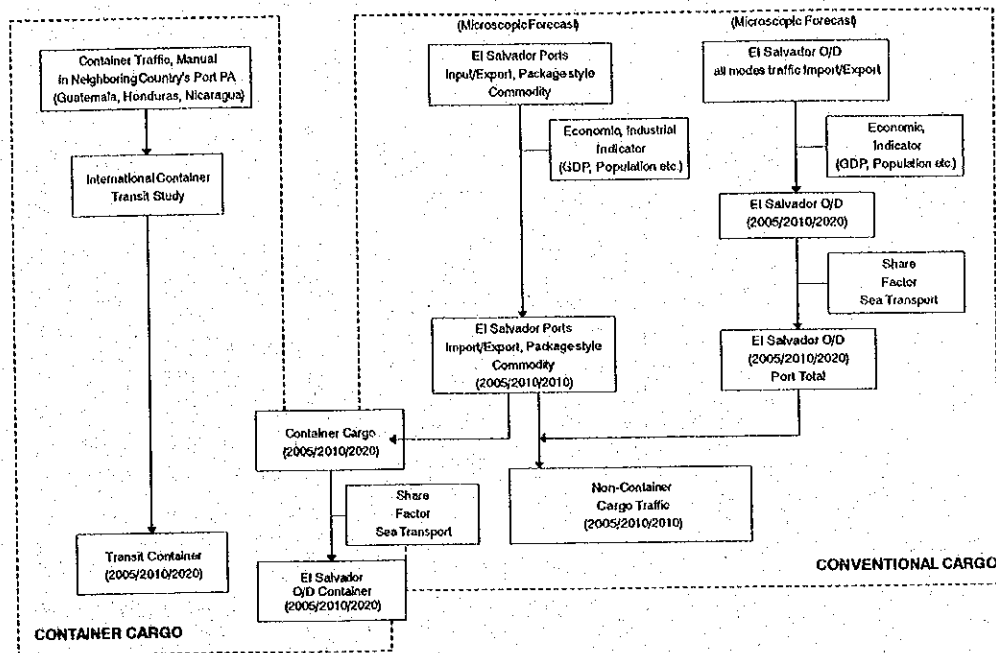 (Microscopic Forecast)
(Microscopic Forecast)
Container Traffic, Manual
in Neighboring Country's Port PA
(Guatemala, Honduras, Nicaragua)
El Salvador Ports
Input/Export, Package style
Commodity
El Salvador O/D
all modes traffic Import/Export
Economic, Industrial
Indicator
(GDP, Population etc.)
Economic,
Indicator
(GDP, Population etc.)
International Container
Transit Study
El Salvador O/D
(2005/2010/2020)
Share
Factor
Sea Transport
El Salvador Ports
Import/Export, Package style
Commodity
(2005/2010/2010)
El Salvador O/D
(2005/2010/2020)
Port Total
Container Cargo
(2005/2010/2020)
Share
Factor
Sea Transport
Non-Container
Cargo Traffic
(2005/2010/2010)
Transit Container
(2005/2010/2020)
El Salvador
O/D Container
(2005/2010/2020)
CONVENTIONAL CARGO
CONTAINER CARGO